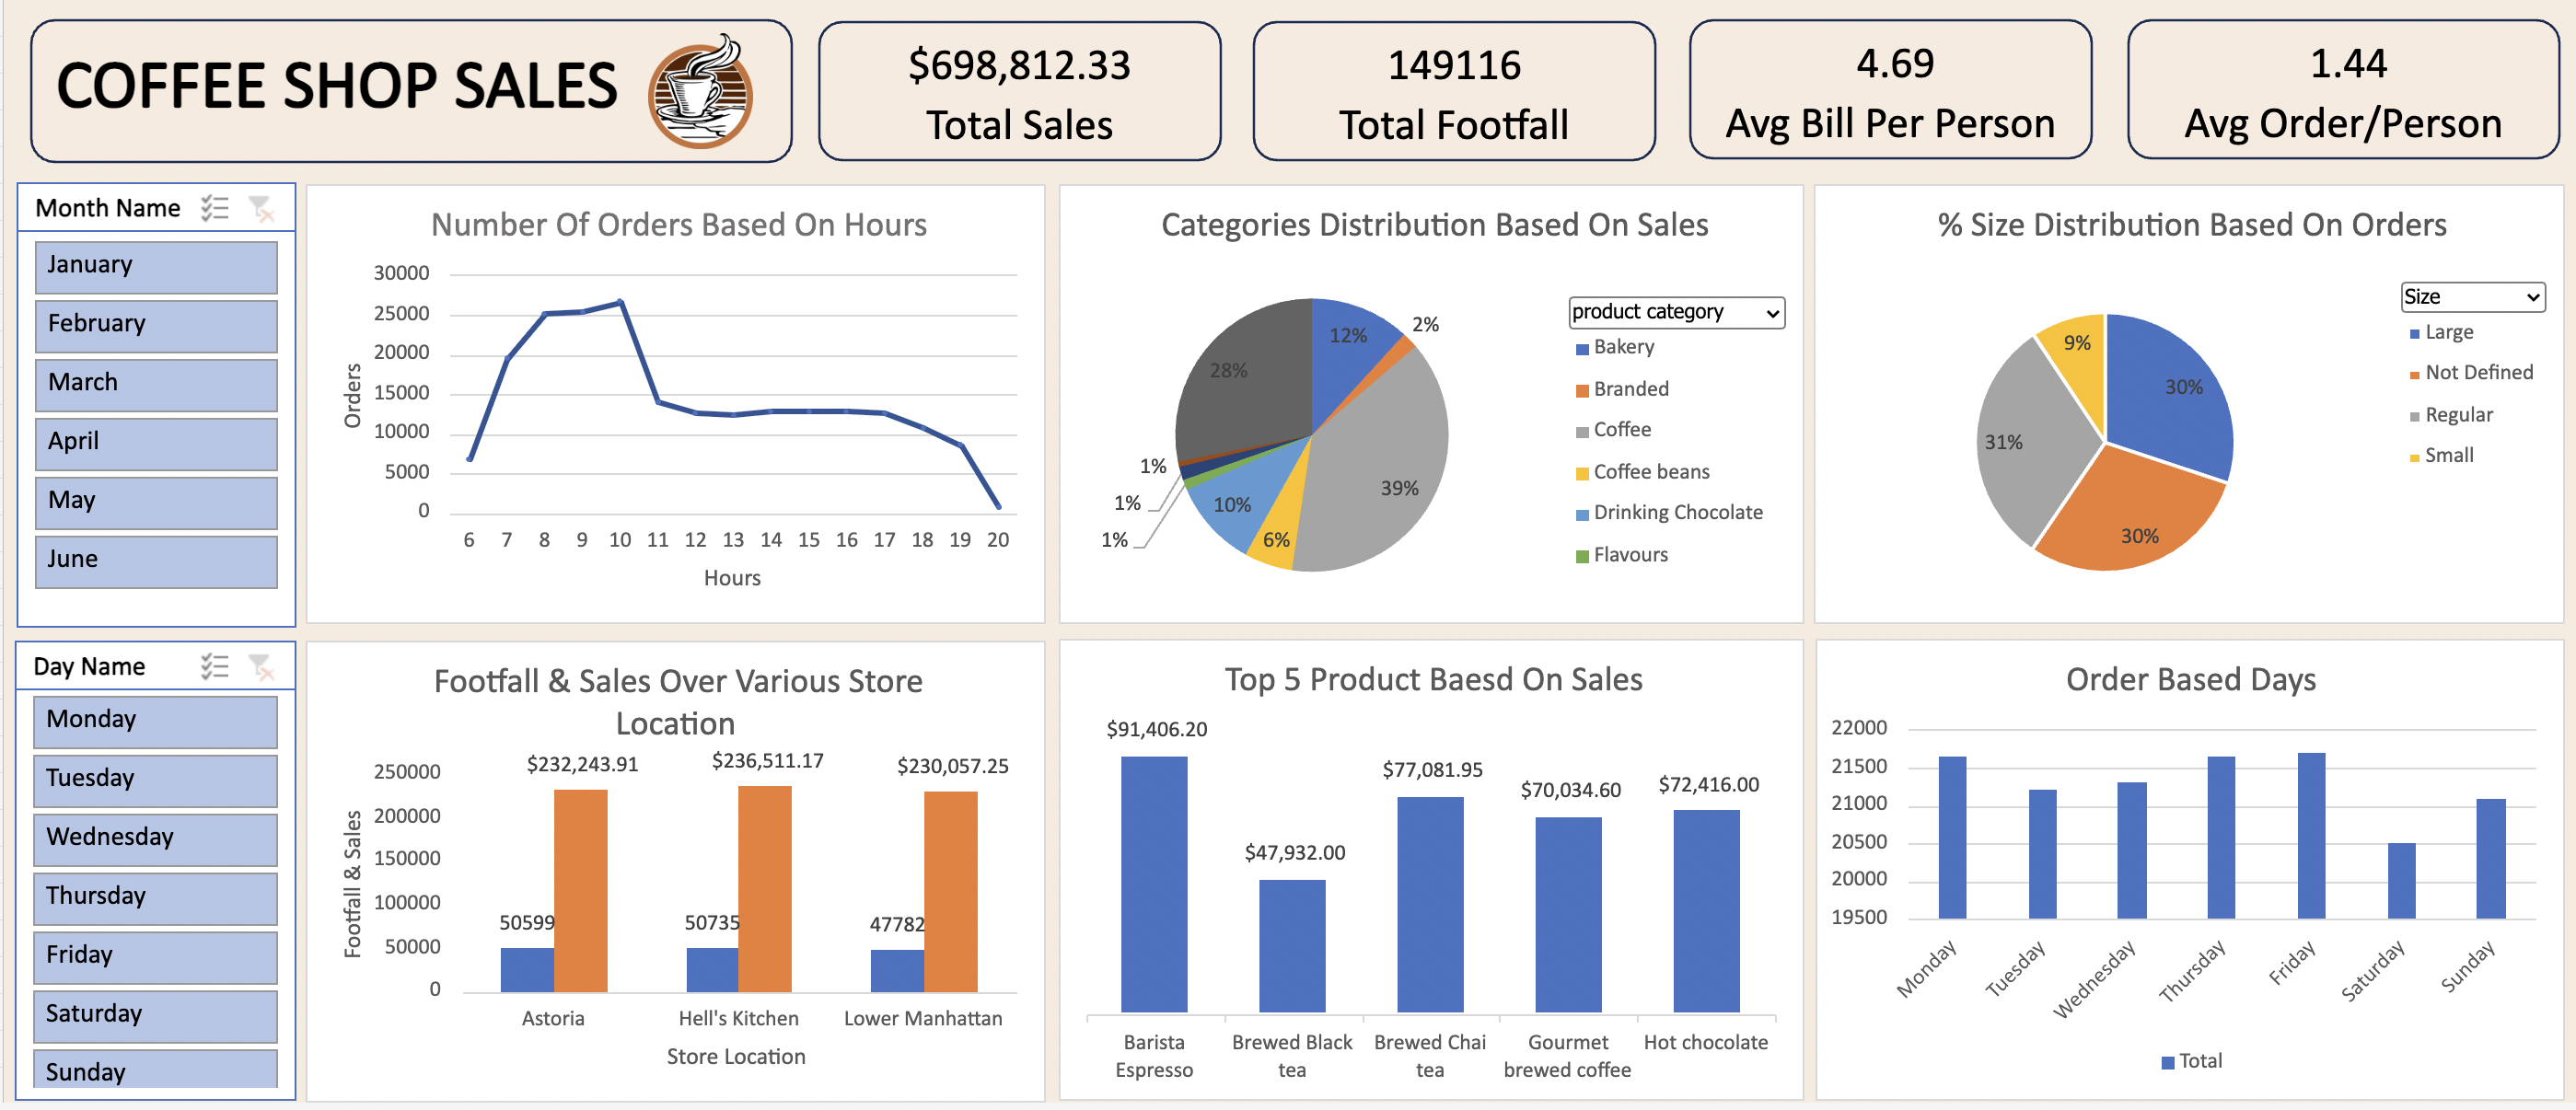 COFFEE SHOP SALES
$698,812.33
Total Sales
149116
Total Footfall
4.69
Avg Bill Per Person
1.44
Avg Order/Person
Month Name
January
February
March
April
May
June
Number Of Orders Based On Hours
30000
25000
20000
15000
10000
5000
0
Orders
6 7 8 9 10 11 12 13 14 15 16 17 18 19 20
Hours
Categories Distribution Based On Sales
12%
2%
28%
39%
1%
1%
1%
10%
6%
product category
Bakery
Branded
Coffee
Coffee beans
Drinking Chocolate
Flavours
% Size Distribution Based On Orders
9%
30%
31%
30%
Size
Large
Not Defined
Regular
Small
Day Name
Monday
Tuesday
Wednesday
Thursday
Friday
Saturday
Sunday
Footfall & Sales Over Various Store
Location
250000
200000
150000
100000
50000
0
Footfall & Sales
$232,243.91
$236,511.17
$230,057.25
50599
50735
47782
Astoria
Hell's Kitchen
Lower Manhattan
Store Location
Top 5 Product Baesd On Sales
$91,406.20
$47,932.00
$77,081.95
$70,034.60
$72,416.00
Barista
Espresso
Brewed Black
tea
Brewed Chai
tea
Gourmet
brewed coffee
Hot chocolate
Order Based Days
22000
21500
21000
20500
20000
19500
Monday
Tuesday
Wednesday
Thursday
Friday
Saturday
Sunday
Total